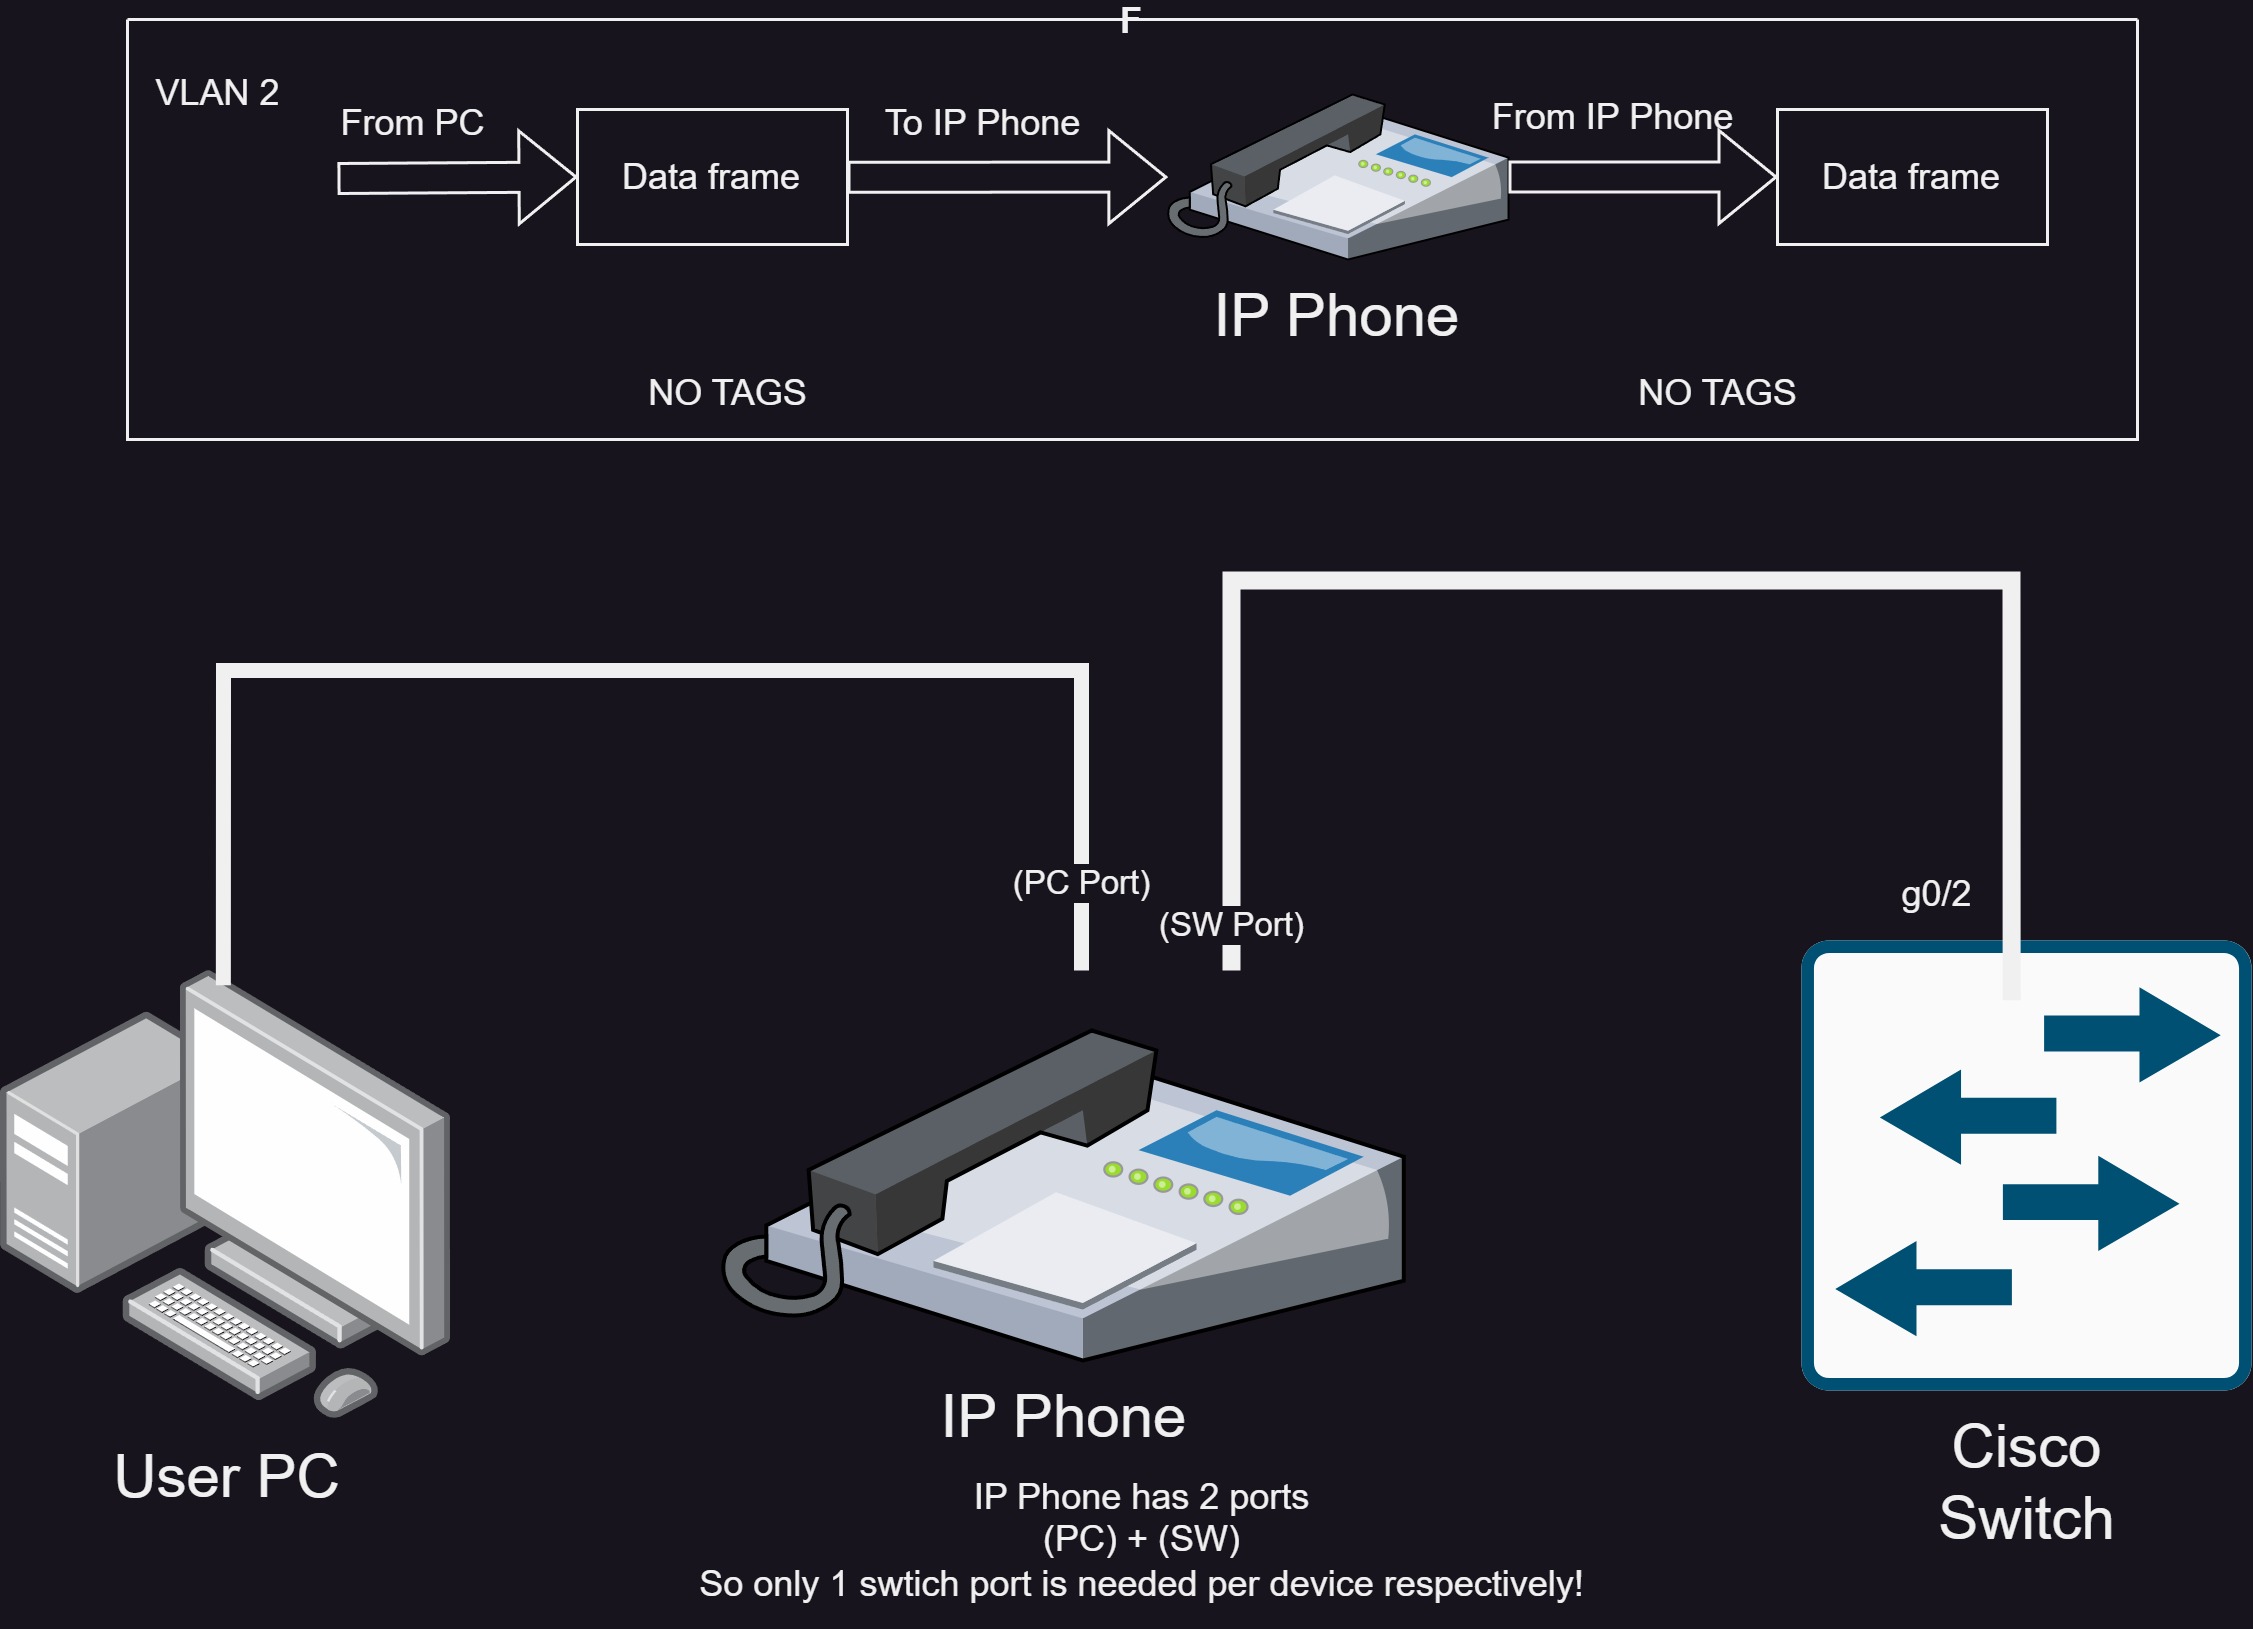 F
VLAN 2
From PC
Data frame
To IP Phone
From IP Phone
Data frame
IP Phone
NO TAGS
NO TAGS
(PC Port)
(SW Port)
g0/2
User PC
IP Phone
IP Phone has 2 ports
(PC) + (SW)
So only 1 swtich port is needed per device respectively!
Cisco
Switch